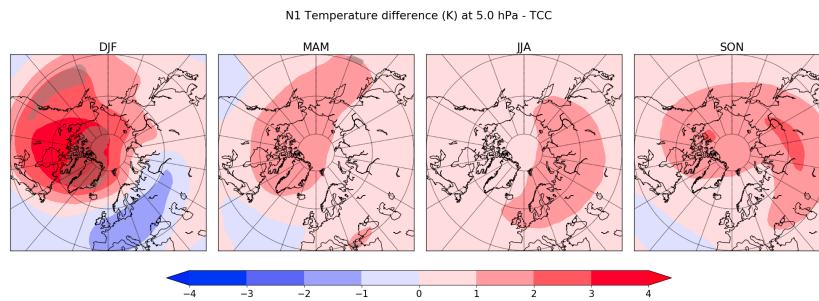 N1 Temperature difference (K) at 5.0 hPa - TCC
DJF MAM JJA SON
−4 −3 −2 −1 0 1 2 3 4